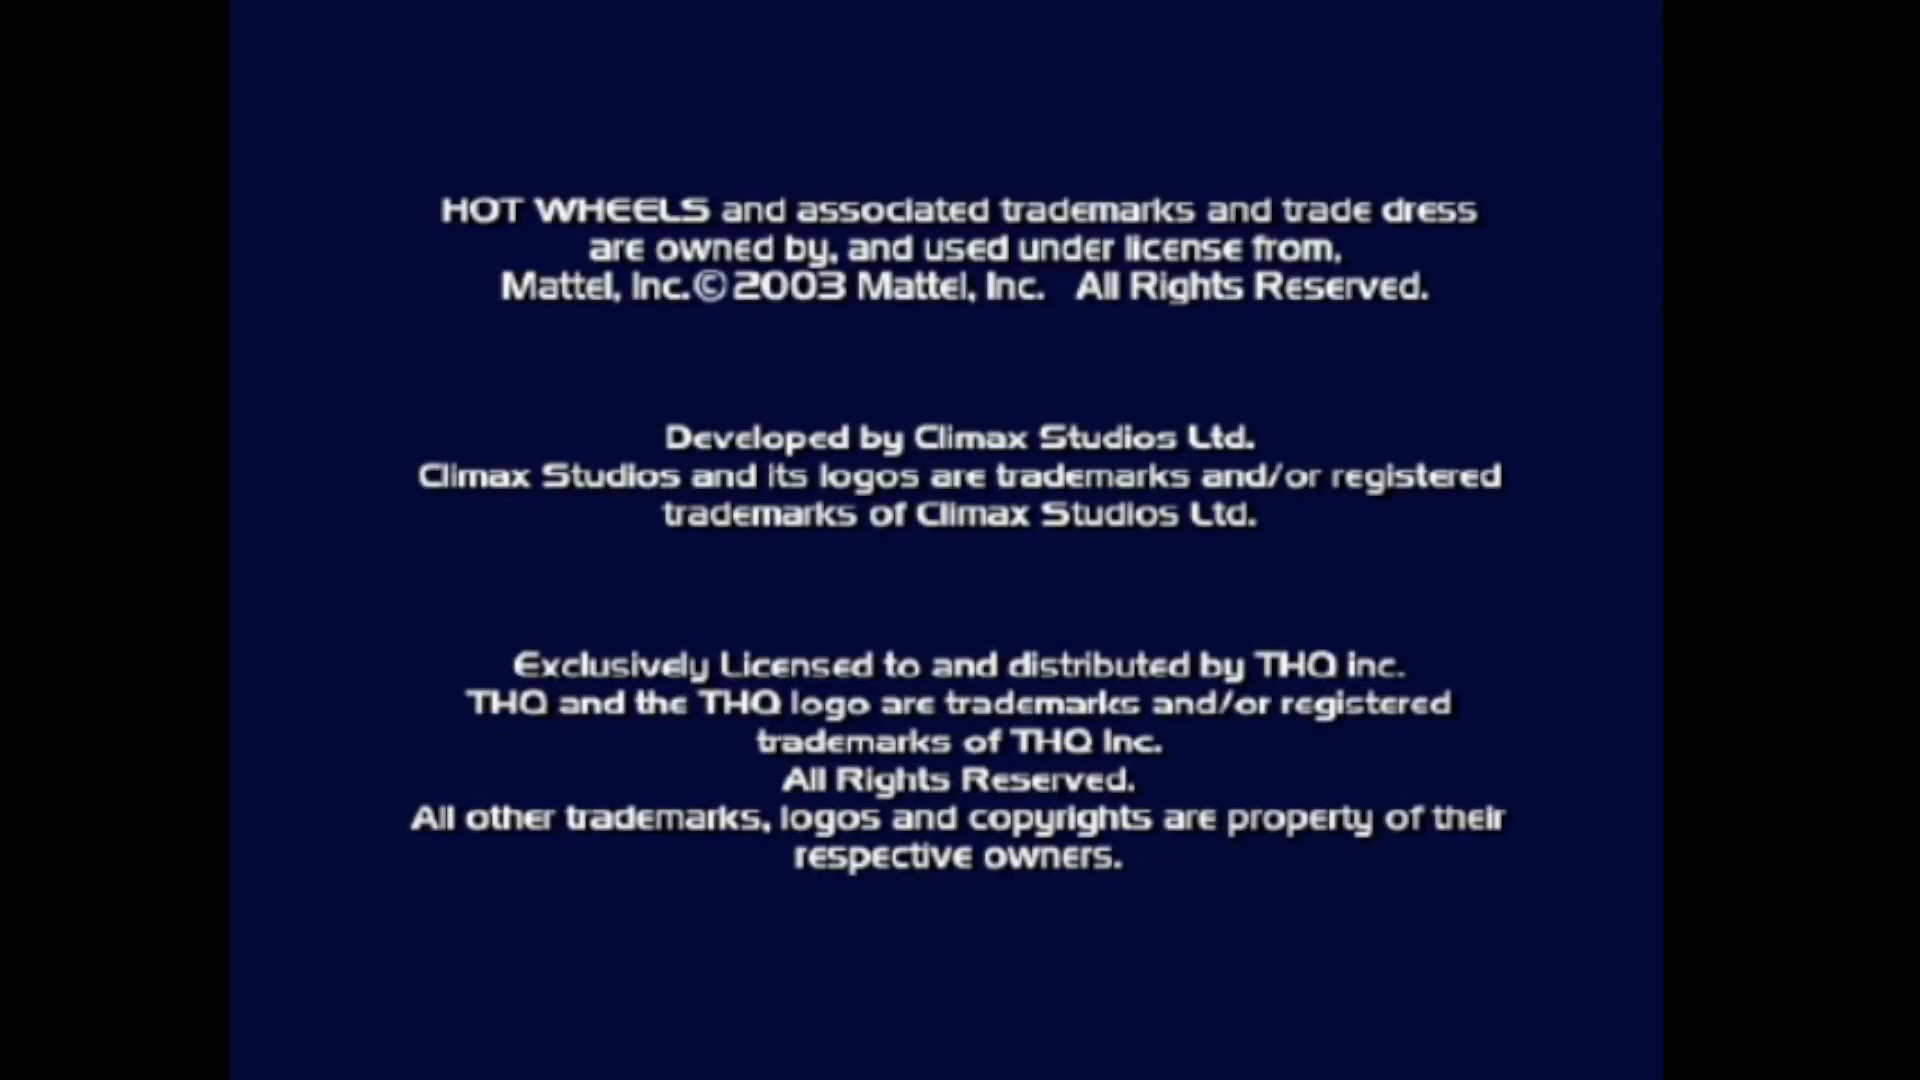 HOT WHEELS and associated trademarks and trade dress
are owned by, and used under license from,
Mattel, Inc.© 2003 Mattel, Inc. All Rights Reserved.
Developed by Climax Studios Ltd.
Climax Studios and its logos are trademarks and/or registered
trademarks of Climax Studios Ltd.
Exclusively Licensed to and distributed by THQ inc.
THQ and the THQ logo are trademarks and/or registered
trademarks of THQ Inc.
All Rights Reserved.
All other trademarks, logos and copyrights are property of their
respective owners.